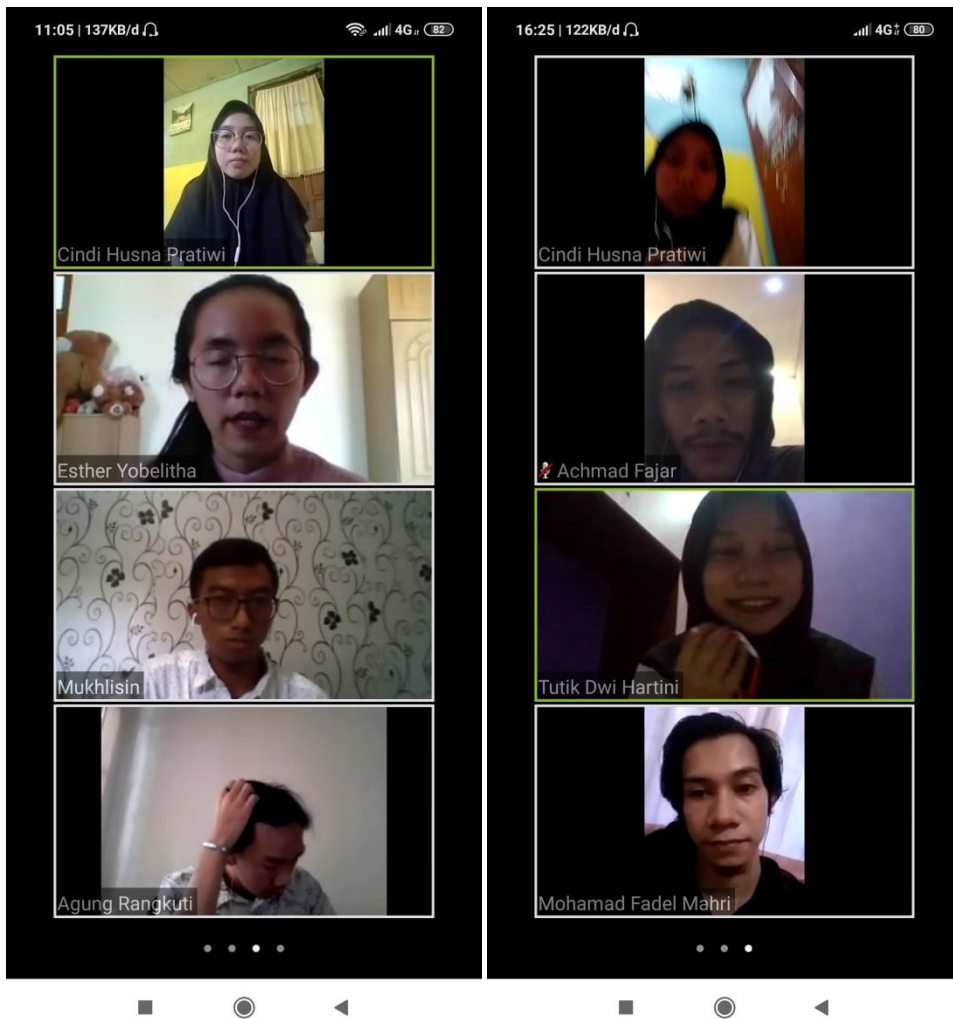 11:05 | 137KB/d
4G
82
Cindi Husna Pratiwi
Esther Yobelitha
Mukhlisin
Agung Rangkuti
16:25 | 122KB/d
4G+
80
Cindi Husna Pratiwi
Achmad Fajar
Tutik Dwi Hartini
Mohamad Fadel Mahri